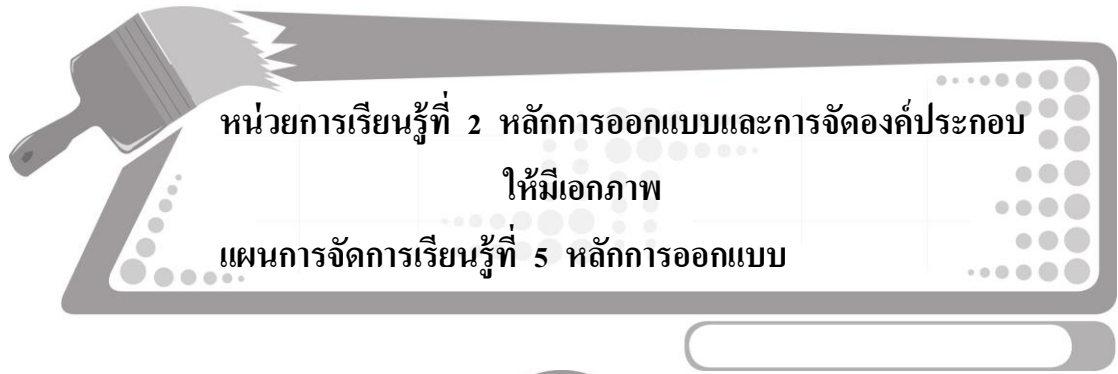 หน่วยการเรียนรู้ที่ 2 หลักการออกแบบและการจัดองค์ประกอบ
ให้มีเอกภาพ
แผนการจัดการเรียนรู้ที่ 5 หลักการออกแบบ